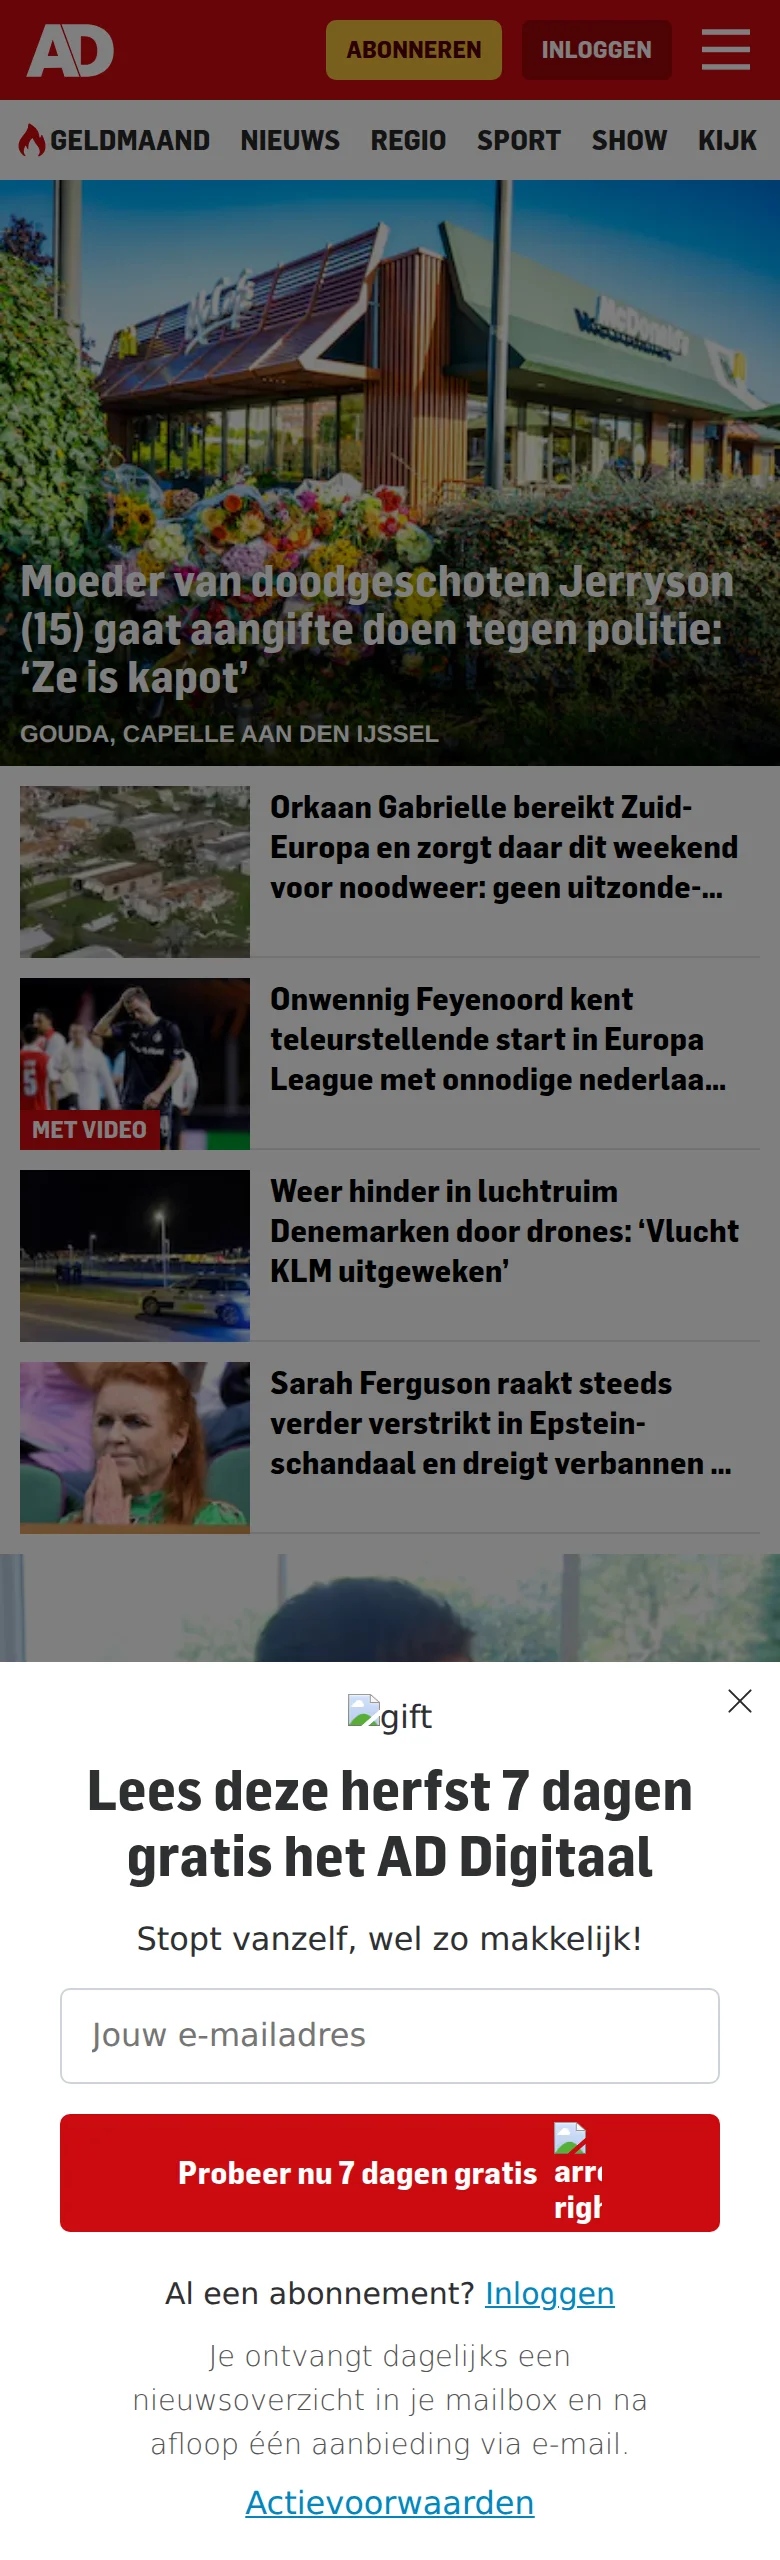 AD
ABONNEREN
INLOGGEN
GELDMAAND NIEUWS REGIO SPORT SHOW KIJK
McCafé
McDonald's
Moeder van doodgeschoten Jerryson
(15) gaat aangifte doen tegen politie:
‘Ze is kapot’
GOUDA, CAPELLE AAN DEN IJSSEL
Orkaan Gabrielle bereikt Zuid-
Europa en zorgt daar dit weekend
voor noodweer: geen uitzonde-...
Onwennig Feyenoord kent
teleurstellende start in Europa
League met onnodige nederlaa...
5
MET VIDEO
Weer hinder in luchtruim
Denemarken door drones: ‘Vlucht
KLM uitgeweken’
Sarah Ferguson raakt steeds
verder verstrikt in Epstein-
schandaal en dreigt verbannen ...
gift
Lees deze herfst 7 dagen
gratis het AD Digitaal
Stopt vanzelf, wel zo makkelijk!
Jouw e-mailadres
Probeer nu 7 dagen gratis
arro
righ
Al een abonnement? Inloggen
Je ontvangt dagelijks een
nieuwsoverzicht in je mailbox en na
afloop één aanbieding via e-mail.
Actievoorwaarden